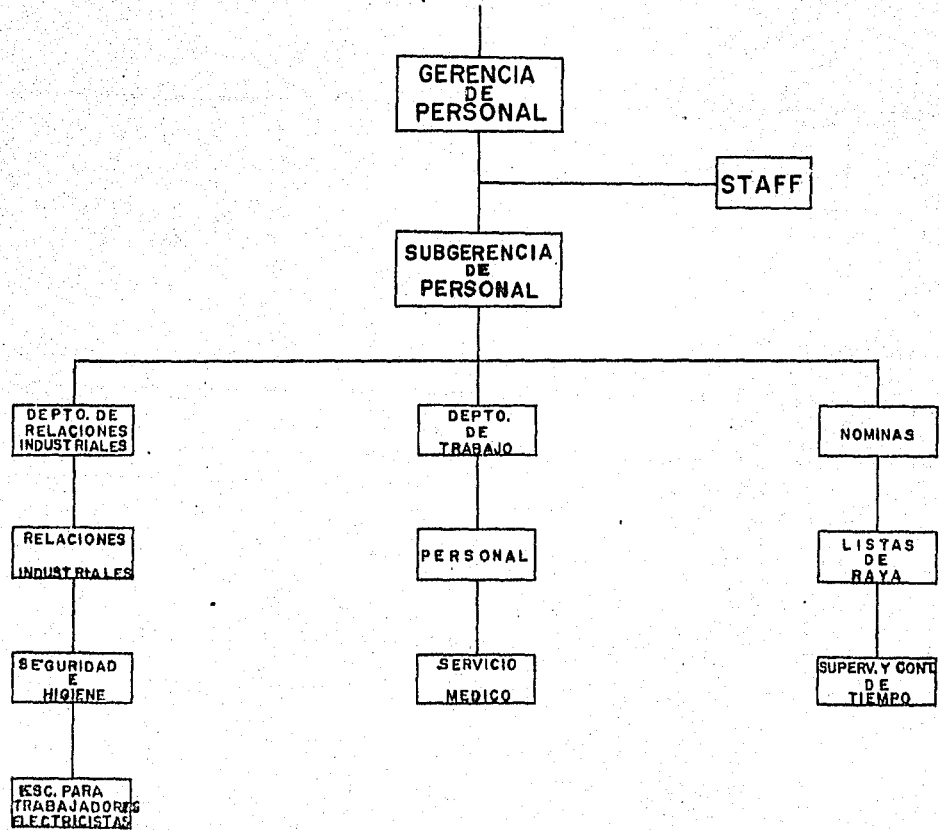 GERENCIA
DE
PERSONAL
STAFF
SUBGERENCIA
DE
PERSONAL
DEPTO. DE
RELACIONES
INDUSTRIALES
DEPTO.
DE
TRABAJO
NOMINAS
RELACIONES
INDUSTRIALES
PERSONAL
LISTAS
DE
RAYA
SEGURIDAD
E
HIGIENE
SERVICIO
MEDICO
SUPERV. Y CONT.
DE
TIEMPO
ESC. PARA
TRABAJADORES
ELECTRICISTAS